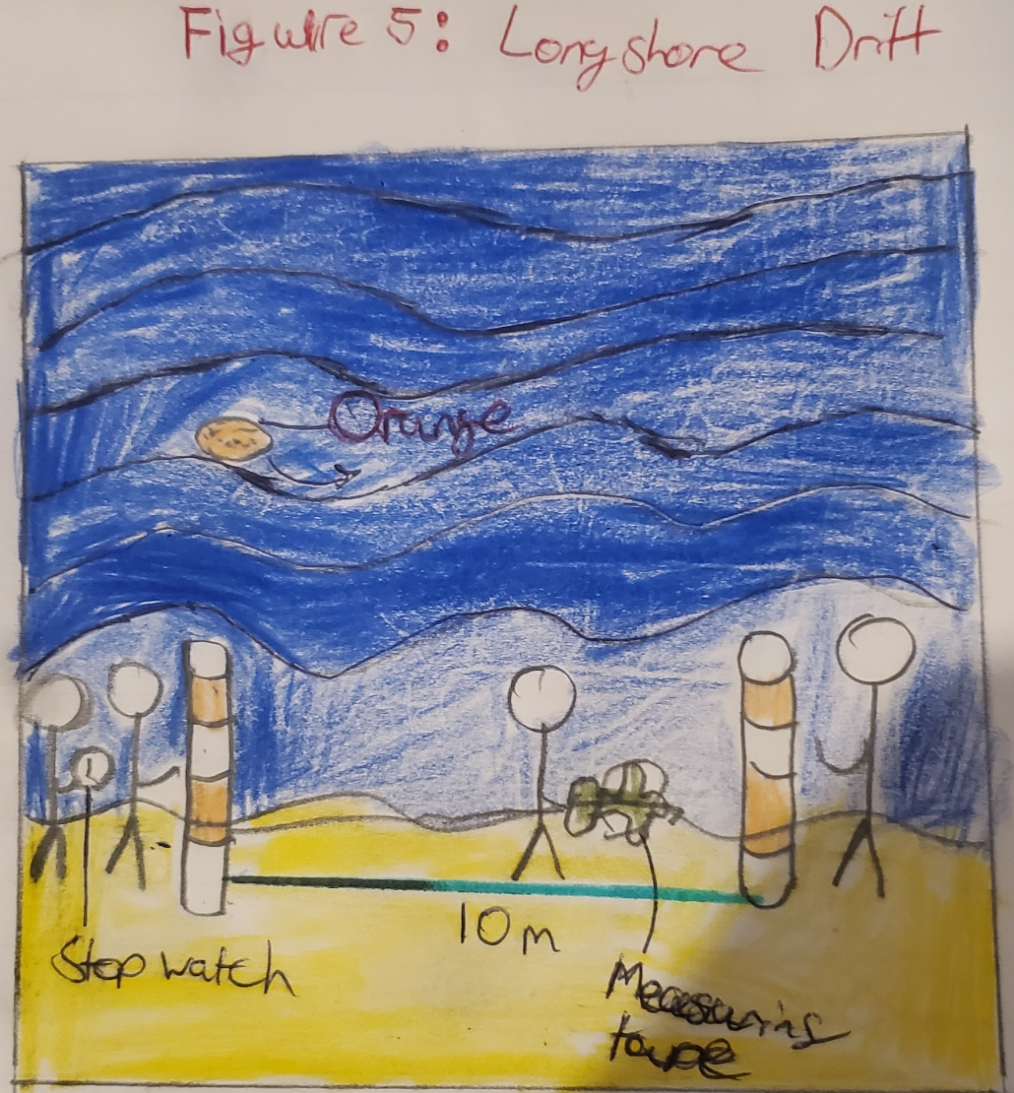 Figure 5: Longshore Drift
Orange
10m
Stop watch
Measuring
tape